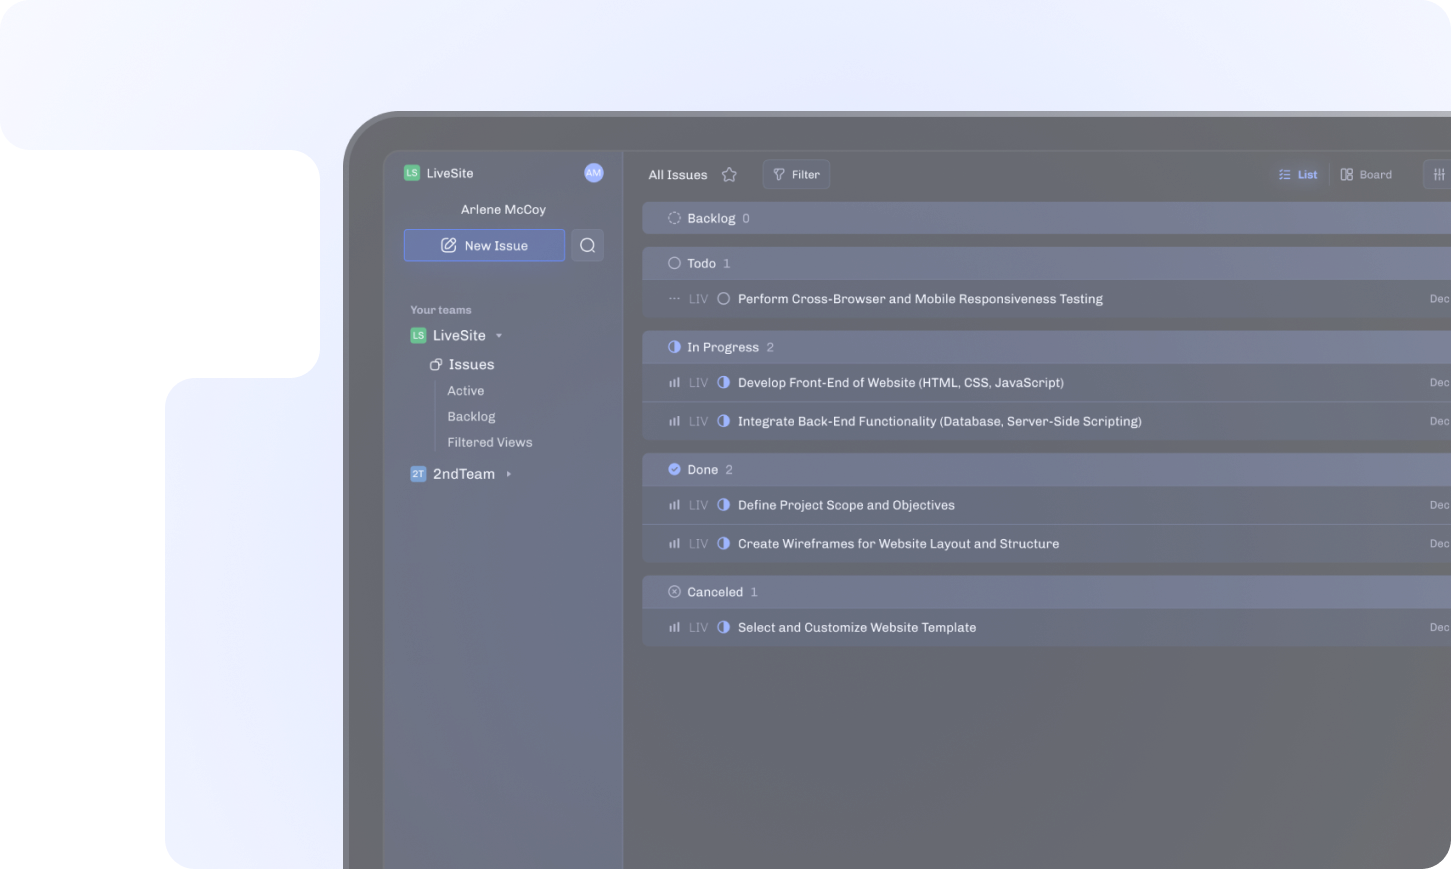 LS LiveSite AM
Arlene McCoy
New Issue
Your teams
LS LiveSite
Issues
Active
Backlog
Filtered Views
2T 2ndTeam
All Issues Filter List Board
Backlog 0
Todo 1
LIV Perform Cross-Browser and Mobile Responsiveness Testing Dec
In Progress 2
LIV Develop Front-End of Website (HTML, CSS, JavaScript) Dec
LIV Integrate Back-End Functionality (Database, Server-Side Scripting) Dec
Done 2
LIV Define Project Scope and Objectives Dec
LIV Create Wireframes for Website Layout and Structure Dec
Canceled 1
LIV Select and Customize Website Template Dec